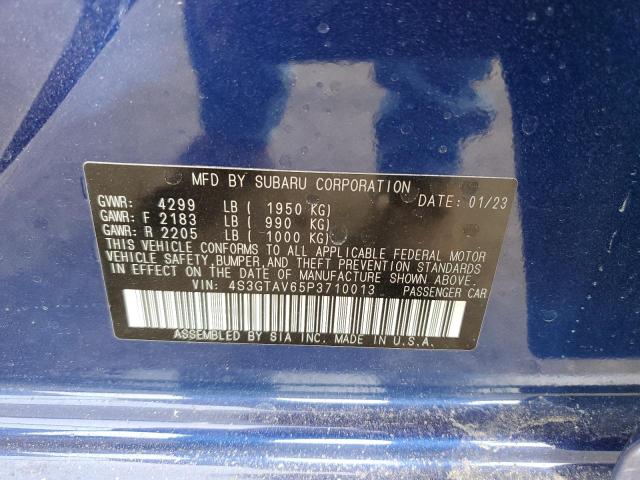 MFD BY SUBARU CORPORATION DATE: 01/23
GVWR: 4299 LB ( 1950 KG)
GAWR: F 2183 LB ( 990 KG)
GAWR: R 2205 LB ( 1000 KG)
THIS VEHICLE CONFORMS TO ALL APPLICABLE FEDERAL MOTOR
VEHICLE SAFETY, BUMPER, AND THEFT PREVENTION STANDARDS
IN EFFECT ON THE DATE OF MANUFACTURE SHOWN ABOVE.
VIN: 4S3GTAV65P3710013 PASSENGER CAR
ASSEMBLED BY SIA INC. MADE IN U.S.A.